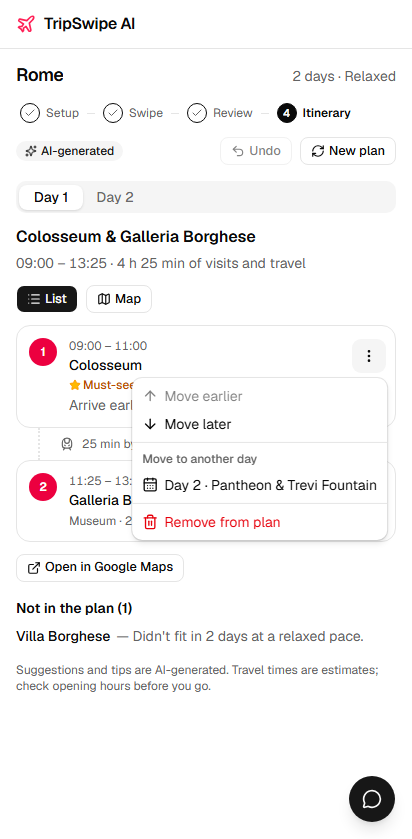 TripSwipe AI
Rome
2 days · Relaxed
Setup
Swipe
Review
4 Itinerary
AI-generated
Undo
New plan
Day 1
Day 2
Colosseum & Galleria Borghese
09:00 – 13:25 · 4 h 25 min of visits and travel
List
Map
1
09:00 – 11:00
Colosseum
Must-see
Arrive
Move earlier
Move later
25 min
Move to another day
Day 2 · Pantheon & Trevi Fountain
Remove from plan
2
11:25 – 13:
Galleria
Museum ·
Open in Google Maps
Not in the plan (1)
Villa Borghese — Didn't fit in 2 days at a relaxed pace.
Suggestions and tips are AI-generated. Travel times are estimates;
check opening hours before you go.